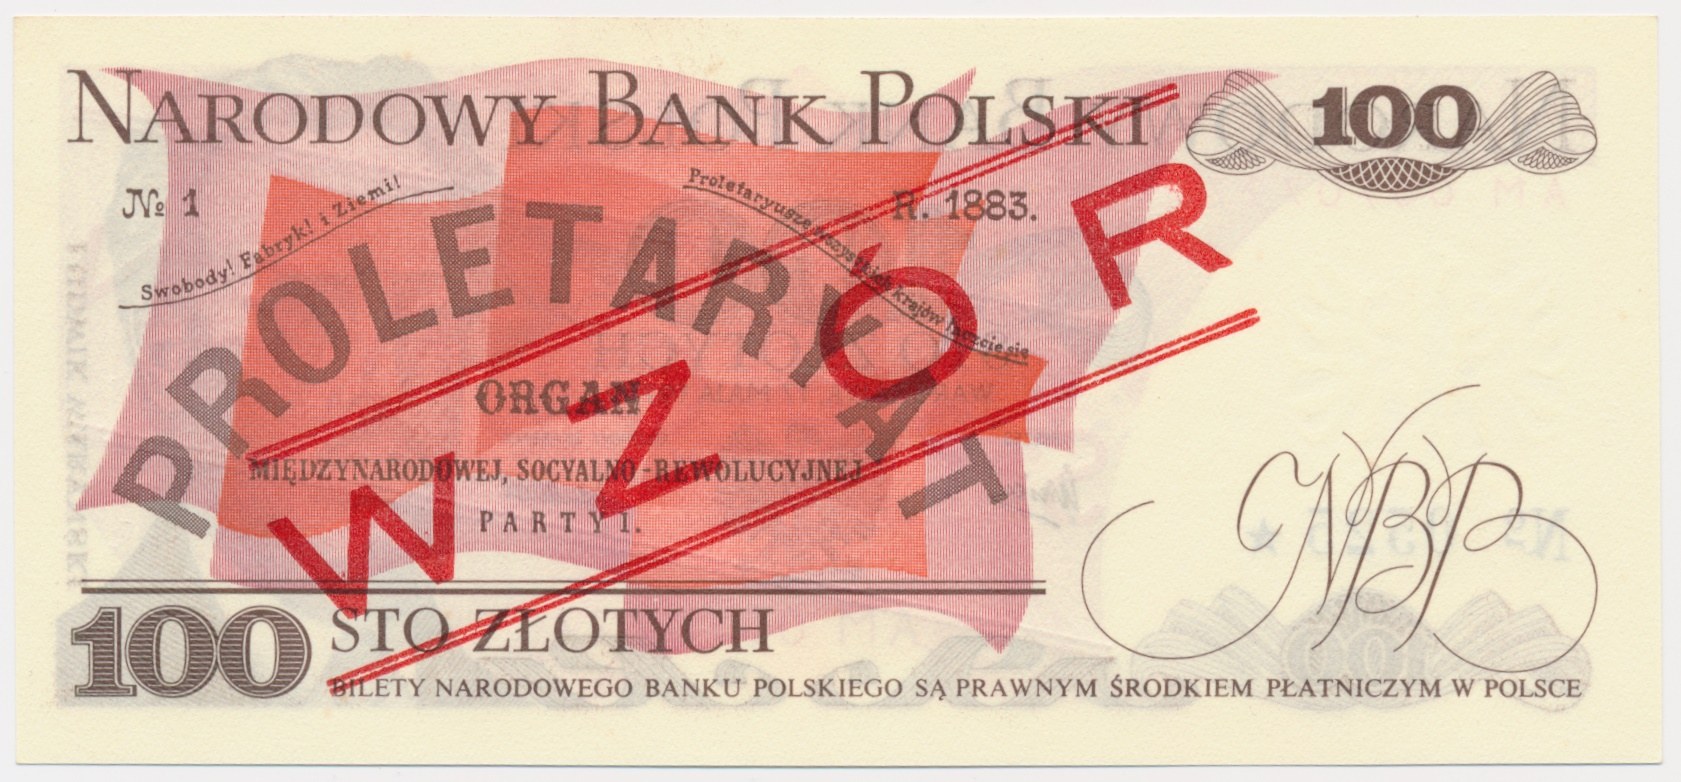 NARODOWY BANK POLSKI
100
№ 1
R. 1883.
Swobody! Fabryk! i Ziemi!
Proletaryusze wszystkich krajów łączcie się
PROLETARYAT
ORGAN
MIĘDZYNARODOWEJ, SOCYALNO-REWOLUCYJNEJ
PARTYI.
WZÓR
NBP
100 STO ZŁOTYCH
BILETY NARODOWEGO BANKU POLSKIEGO SĄ PRAWNYM ŚRODKIEM PŁATNICZYM W POLSCE